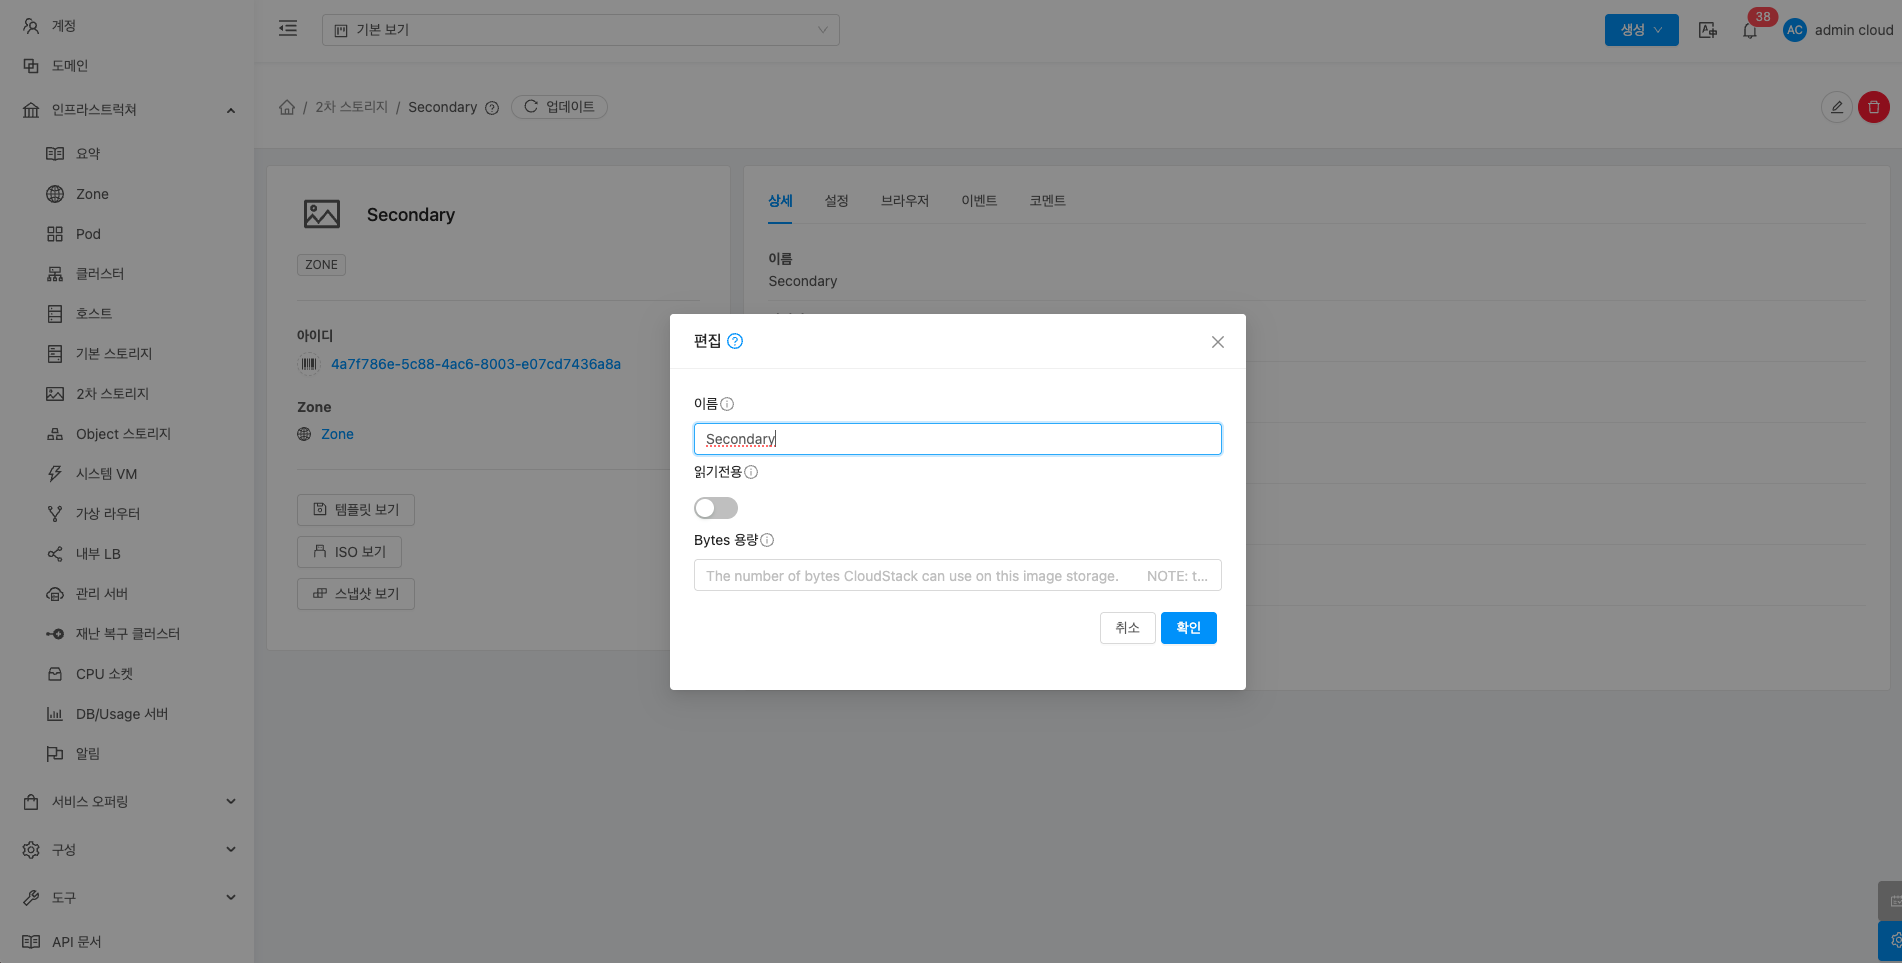 계정
도메인
인프라스트럭쳐
요약
Zone
Pod
클러스터
호스트
기본 스토리지
2차 스토리지
Object 스토리지
시스템 VM
가상 라우터
내부 LB
관리 서버
재난 복구 클러스터
CPU 소켓
DB/Usage 서버
알림
서비스 오퍼링
구성
도구
API 문서
기본 보기
생성
38
AC
admin cloud
/ 2차 스토리지 / Secondary
업데이트
Secondary
ZONE
아이디
4a7f786e-5c88-4ac6-8003-e07cd7436a8a
Zone
Zone
템플릿 보기
ISO 보기
스냅샷 보기
상세 설정 브라우저 이벤트 코멘트
이름
Secondary
편집
이름
Secondary
읽기전용
Bytes 용량
The number of bytes CloudStack can use on this image storage. NOTE: t...
취소
확인